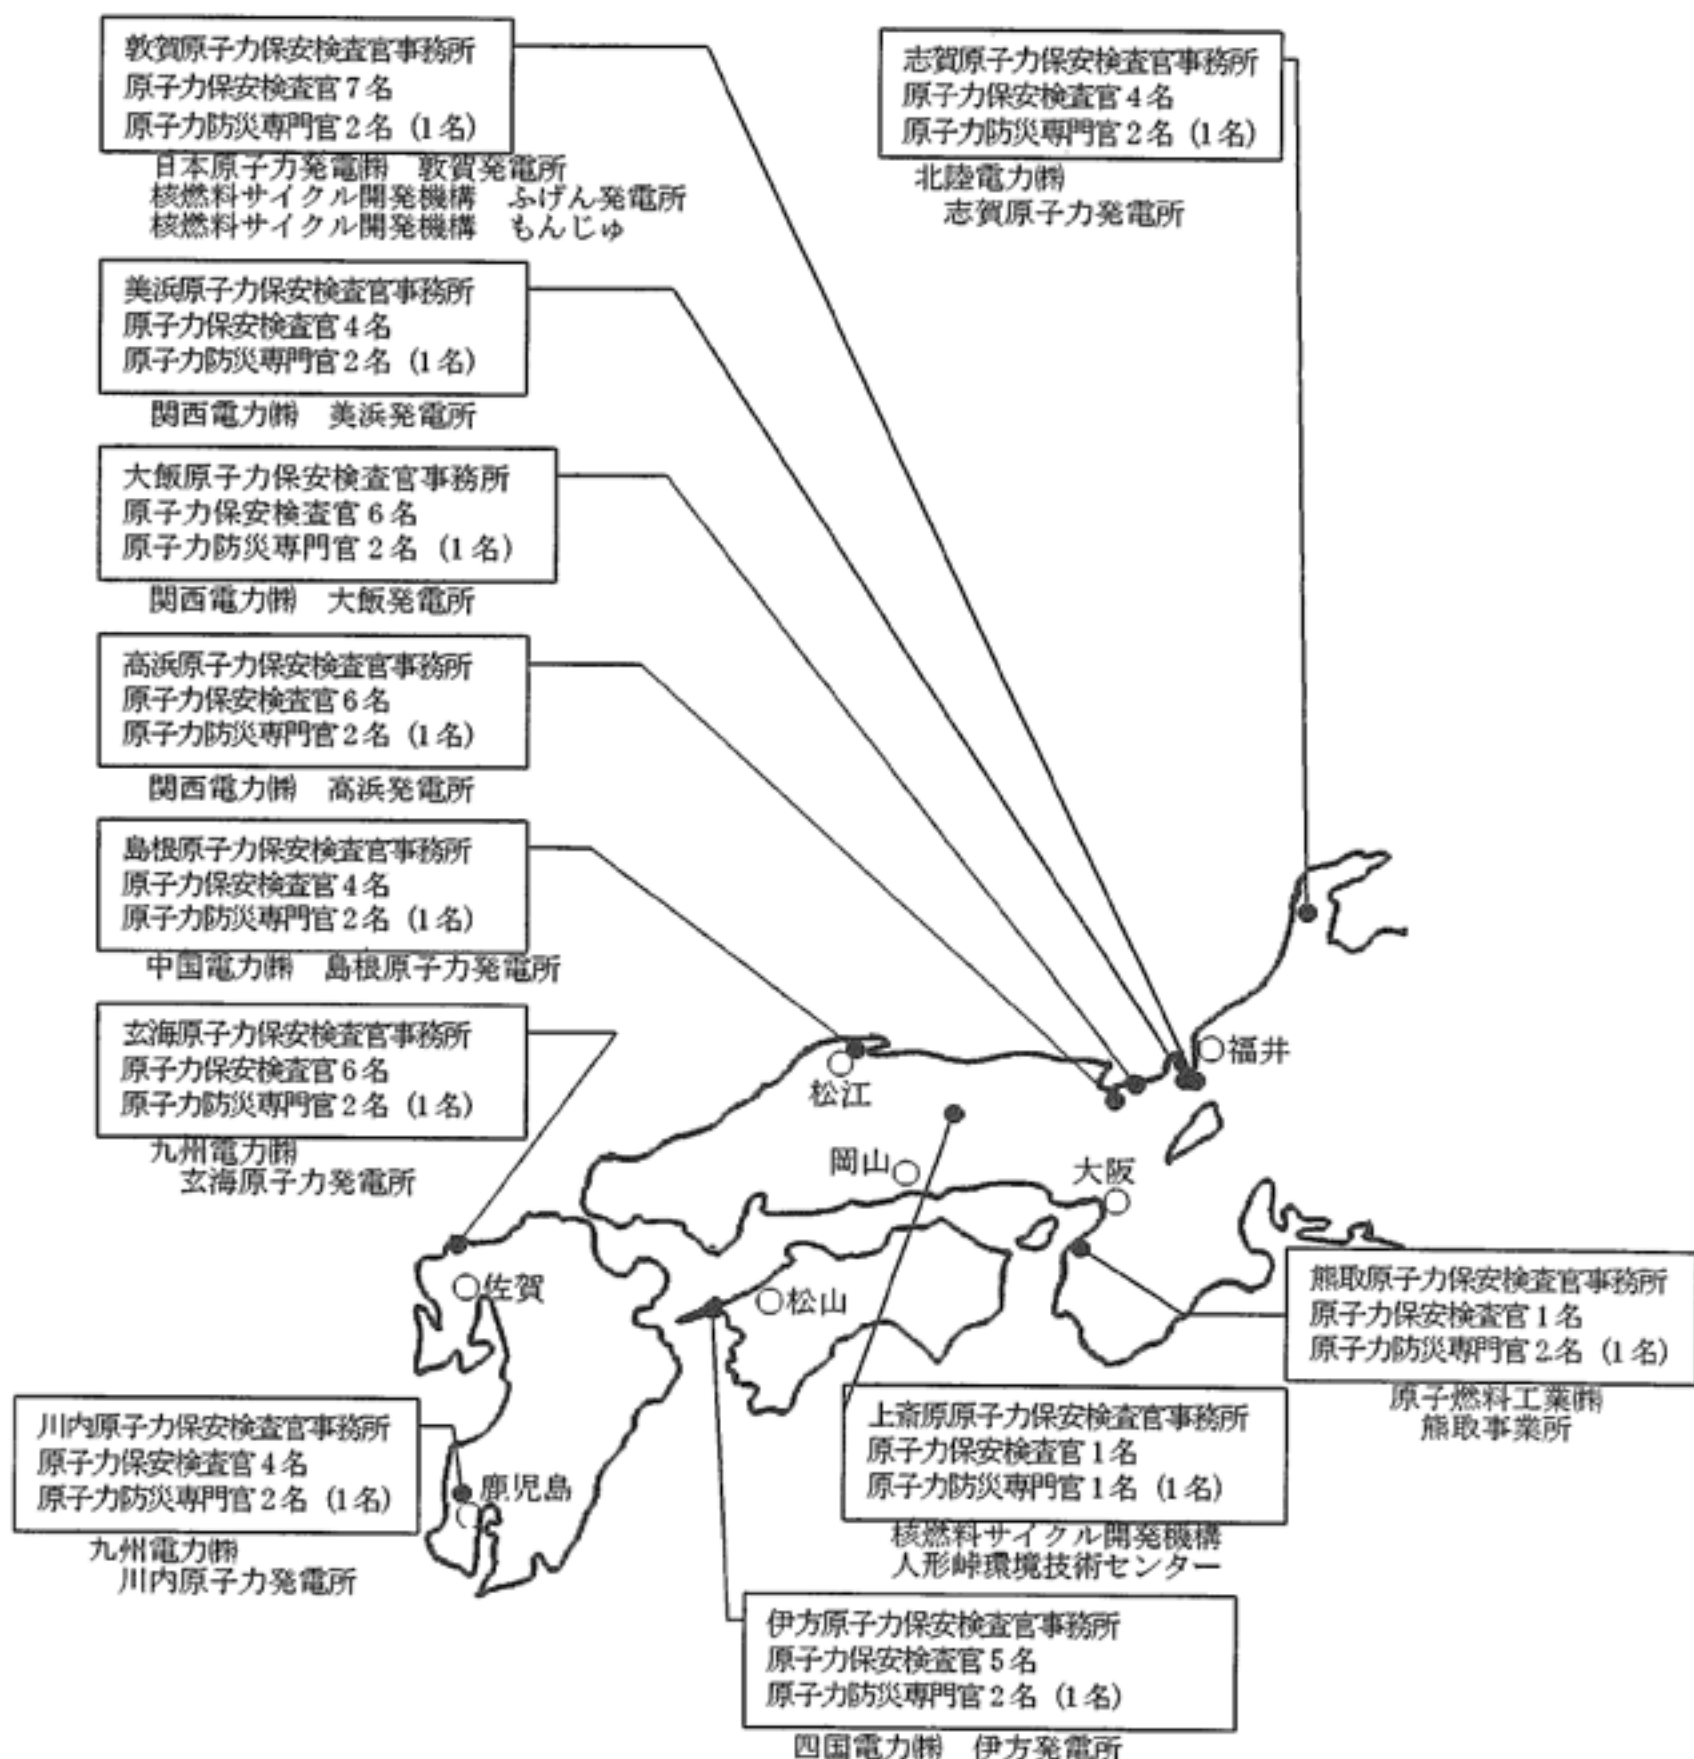 敦賀原子力保安検査官事務所
原子力保安検査官7名
原子力防災専門官2名（1名）
日本原子力発電㈱　敦賀発電所
核燃料サイクル開発機構　ふげん発電所
核燃料サイクル開発機構　もんじゅ
志賀原子力保安検査官事務所
原子力保安検査官4名
原子力防災専門官2名（1名）
北陸電力㈱
志賀原子力発電所
美浜原子力保安検査官事務所
原子力保安検査官4名
原子力防災専門官2名（1名）
関西電力㈱　美浜発電所
大飯原子力保安検査官事務所
原子力保安検査官6名
原子力防災専門官2名（1名）
関西電力㈱　大飯発電所
高浜原子力保安検査官事務所
原子力保安検査官6名
原子力防災専門官2名（1名）
関西電力㈱　高浜発電所
島根原子力保安検査官事務所
原子力保安検査官4名
原子力防災専門官2名（1名）
中国電力㈱　島根原子力発電所
玄海原子力保安検査官事務所
原子力保安検査官6名
原子力防災専門官2名（1名）
九州電力㈱
玄海原子力発電所
福井
松江
岡山
大阪
佐賀
松山
熊取原子力保安検査官事務所
原子力保安検査官1名
原子力防災専門官2名（1名）
原子燃料工業㈱
熊取事業所
川内原子力保安検査官事務所
原子力保安検査官4名
原子力防災専門官2名（1名）
九州電力㈱
川内原子力発電所
鹿児島
上斎原原子力保安検査官事務所
原子力保安検査官1名
原子力防災専門官1名（1名）
核燃料サイクル開発機構
人形峠環境技術センター
伊方原子力保安検査官事務所
原子力保安検査官5名
原子力防災専門官2名（1名）
四国電力㈱　伊方発電所